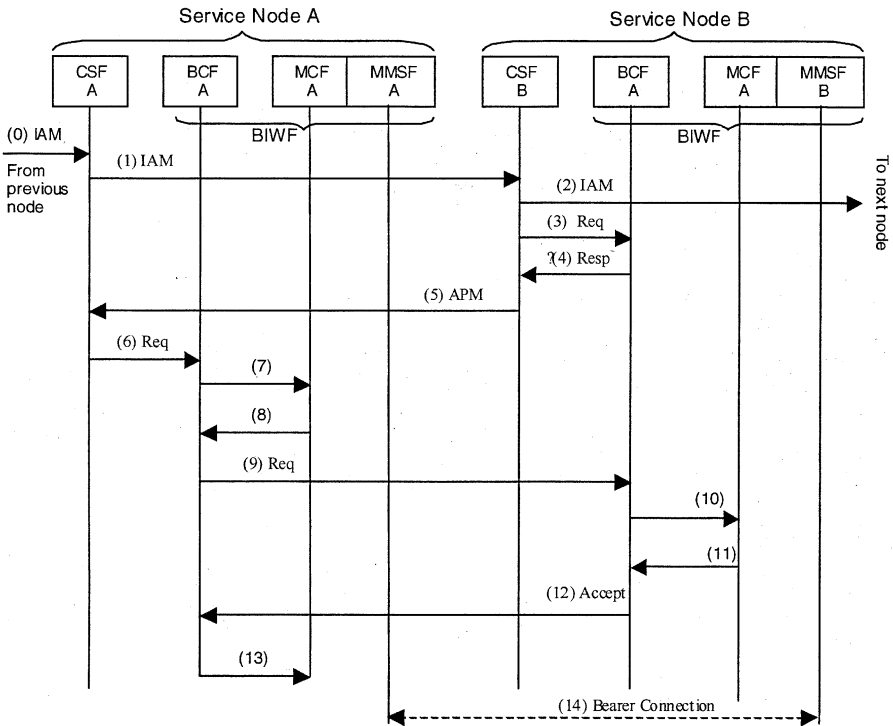 Service Node A
Service Node B
CSF
A
BCF
A
MCF
A
MMSF
A
CSF
B
BCF
A
MCF
A
MMSF
B
BIWF
BIWF
(0) IAM
From
previous
node
(1) IAM
(2) IAM
To next node
(3) Req
?(4) Resp
(5) APM
(6) Req
(7)
(8)
(9) Req
(10)
(11)
(12) Accept
(13)
(14) Bearer Connection